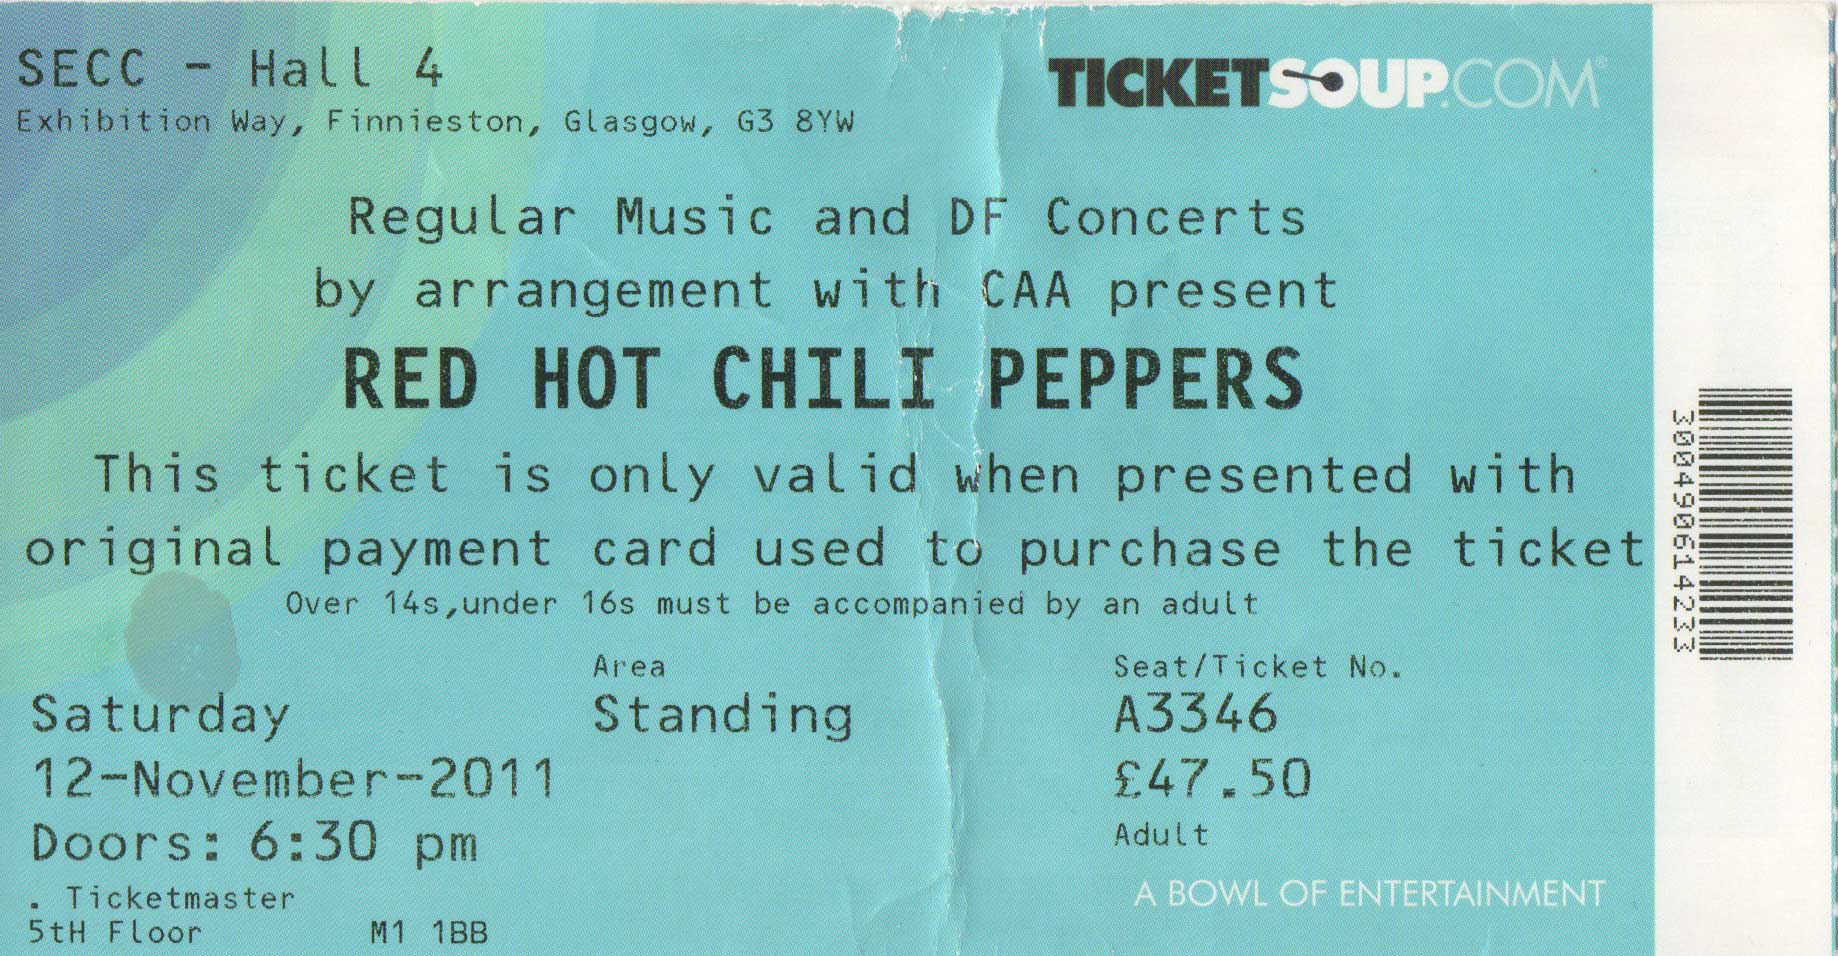 SECC - Hall 4
Exhibition Way, Finnieston, Glasgow, G3 8YW
TICKETSOUP.COM®
Regular Music and DF Concerts
by arrangement with CAA present
RED HOT CHILI PEPPERS
This ticket is only valid when presented with
original payment card used to purchase the ticket
Over 14s,under 16s must be accompanied by an adult
Saturday
12-November-2011
Doors: 6:30 pm
Area
Standing
Seat/Ticket No.
A3346
£47.50
Adult
. Ticketmaster
5tH Floor M1 1BB
A BOWL OF ENTERTAINMENT
300490614233